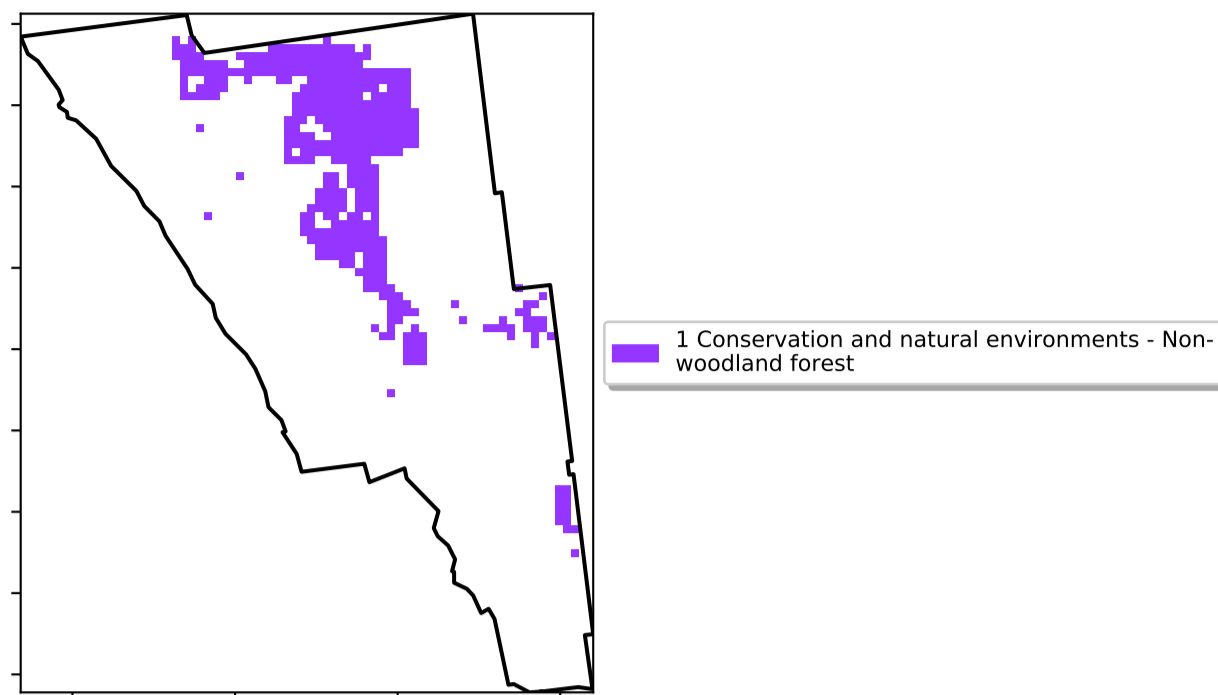 1 Conservation and natural environments - Non-
woodland forest